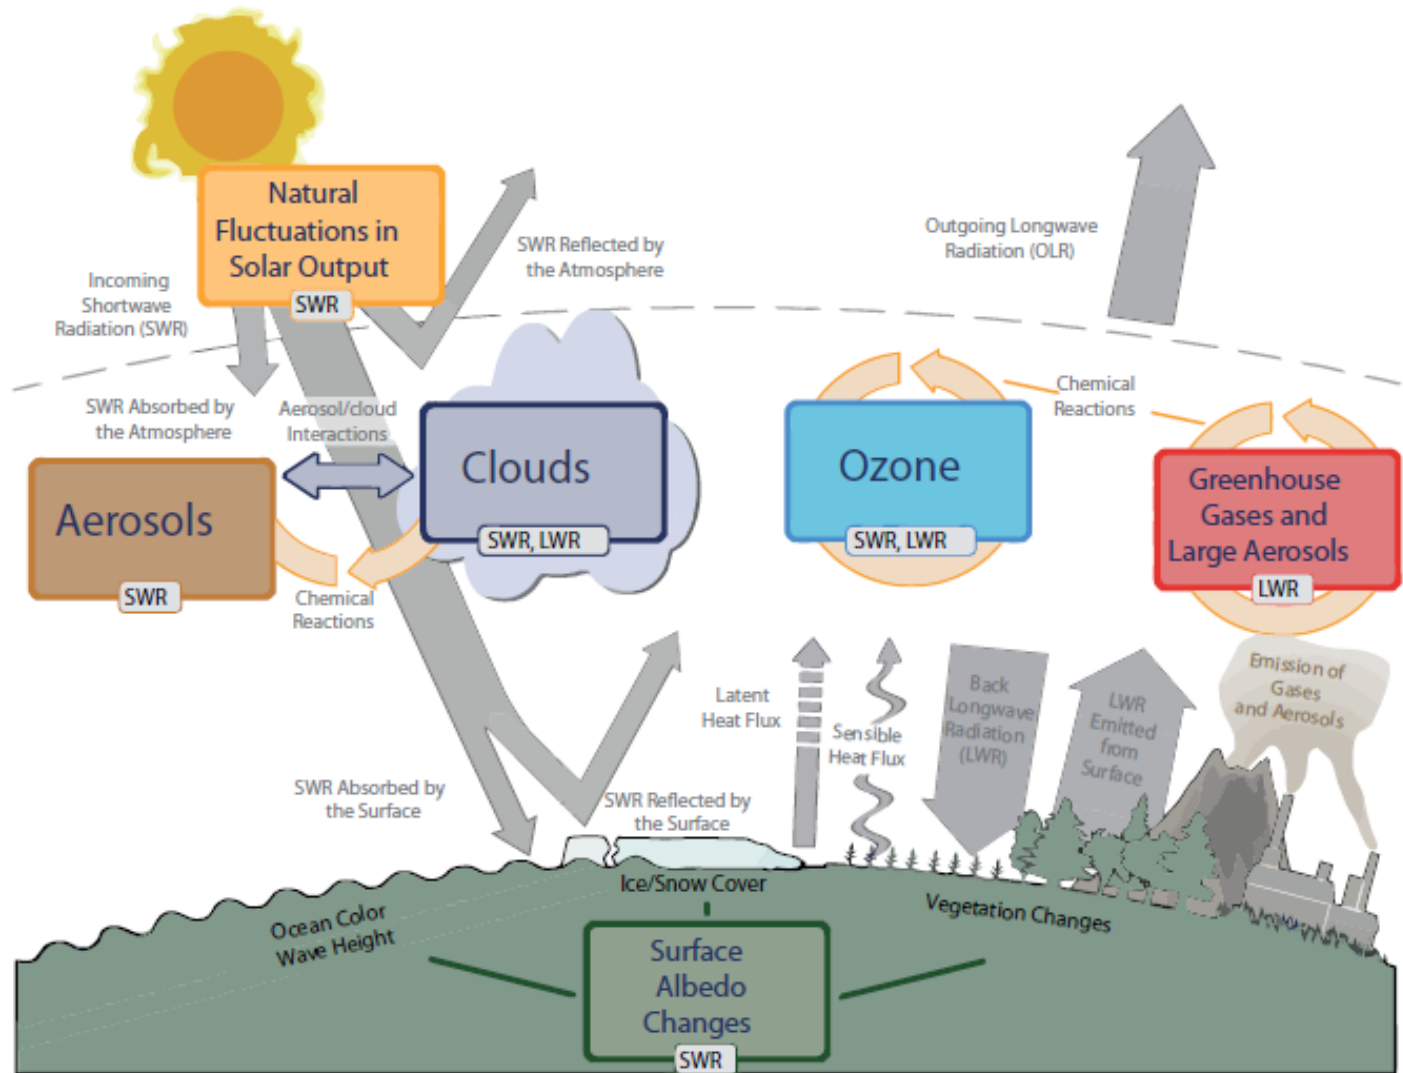 Natural
Fluctuations in
Solar Output
SWR
SWR Reflected by
the Atmosphere
Outgoing Longwave
Radiation (OLR)
Incoming
Shortwave
Radiation (SWR)
SWR Absorbed by
the Atmosphere
Aerosol/cloud
Interactions
Chemical
Reactions
Aerosols
SWR
Clouds
SWR, LWR
Ozone
SWR, LWR
Greenhouse
Gases and
Large Aerosols
LWR
Chemical
Reactions
Latent
Heat Flux
Sensible
Heat Flux
Back
Longwave
Radiation
(LWR)
LWR
Emitted
from
Surface
Emission of
Gases
and Aerosols
SWR Absorbed by
the Surface
SWR Reflected by
the Surface
Ice/Snow Cover
Ocean Color
Wave Height
Vegetation Changes
Surface
Albedo
Changes
SWR